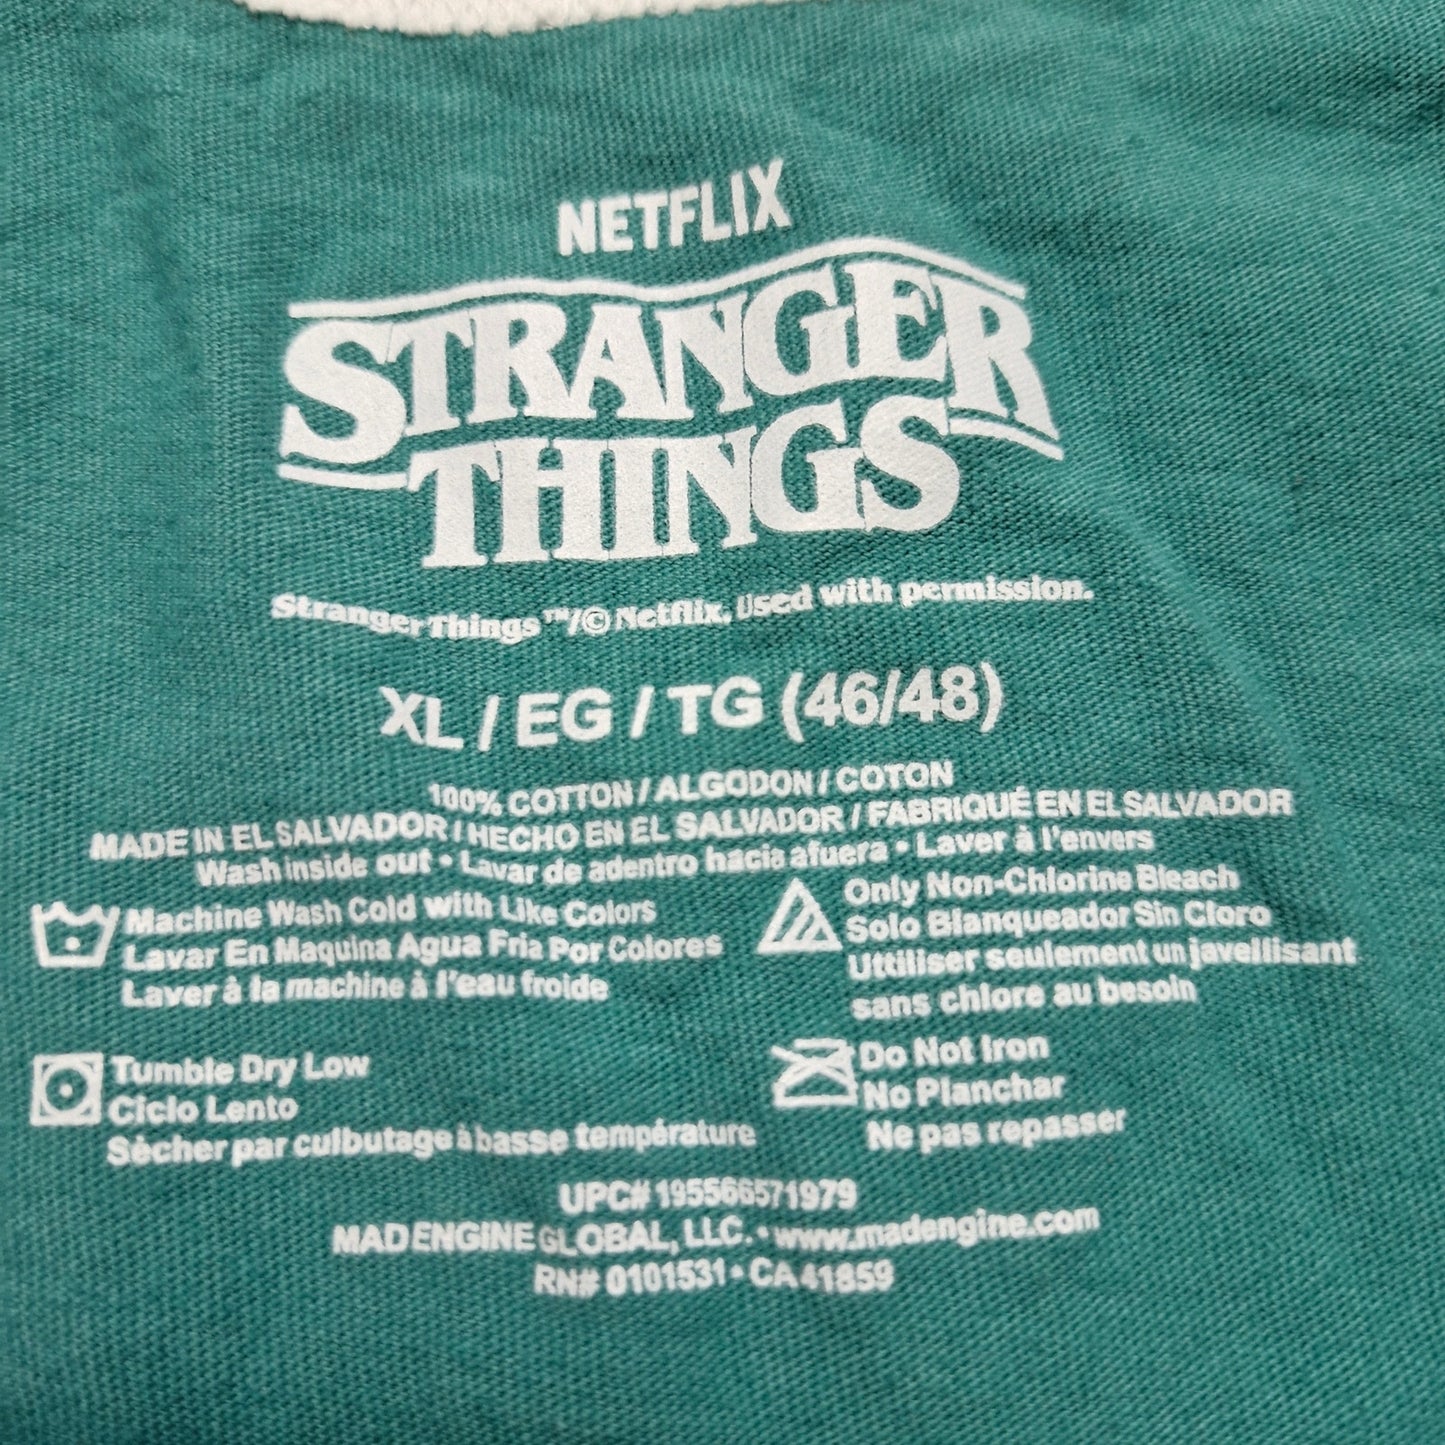 NETFLIX
STRANGER
THINGS
Stranger Things ™/© Netflix. Used with permission.
XL / EG / TG (46/48)
100% COTTON / ALGODON / COTON
MADE IN EL SALVADOR / HECHO EN EL SALVADOR / FABRIQUÉ EN EL SALVADOR
Wash inside out • Lavar de adentro hacia afuera • Laver à l'envers
Machine Wash Cold with Like Colors
Lavar En Maquina Agua Fria Por Colores
Laver à la machine à l'eau froide
Only Non-Chlorine Bleach
Solo Blanqueador Sin Cloro
Uttiliser seulement un javellisant
sans chlore au besoin
Tumble Dry Low
Ciclo Lento
Sècher par culbutage à basse température
Do Not Iron
No Planchar
Ne pas repasser
UPC# 195566571979
MAD ENGINE GLOBAL, LLC. • www.madengine.com
RN# 0101531 • CA 41859